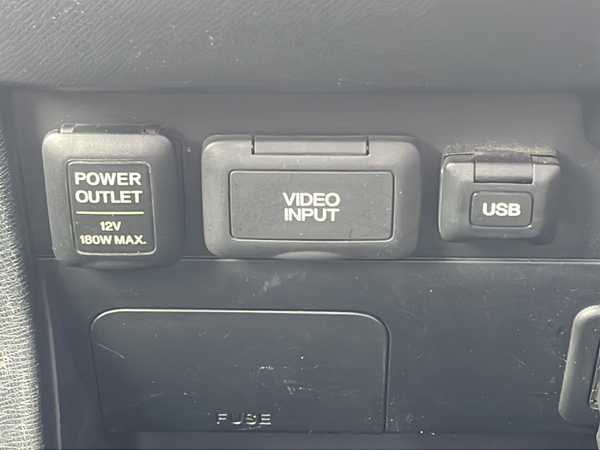 POWER
OUTLET
12V
180W MAX.
VIDEO
INPUT
USB
FUSE